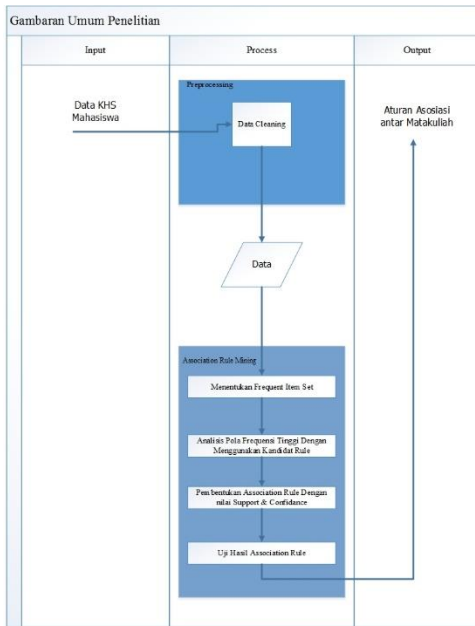 Gambaran Umum Penelitian
Input
Process
Output
Preprocessing
Data KHS
Mahasiswa
Data Cleaning
Aturan Asosiasi
antar Matakuliah
Data
Association Rule Mining
Menentukan Frequent Item Set
Analisis Pola Frekuensi Tinggi Dengan
Menggunakan Kandidat Rule
Pembentukan Association Rule Dengan
nilai Support & Confidance
Uji Hasil Association Rule